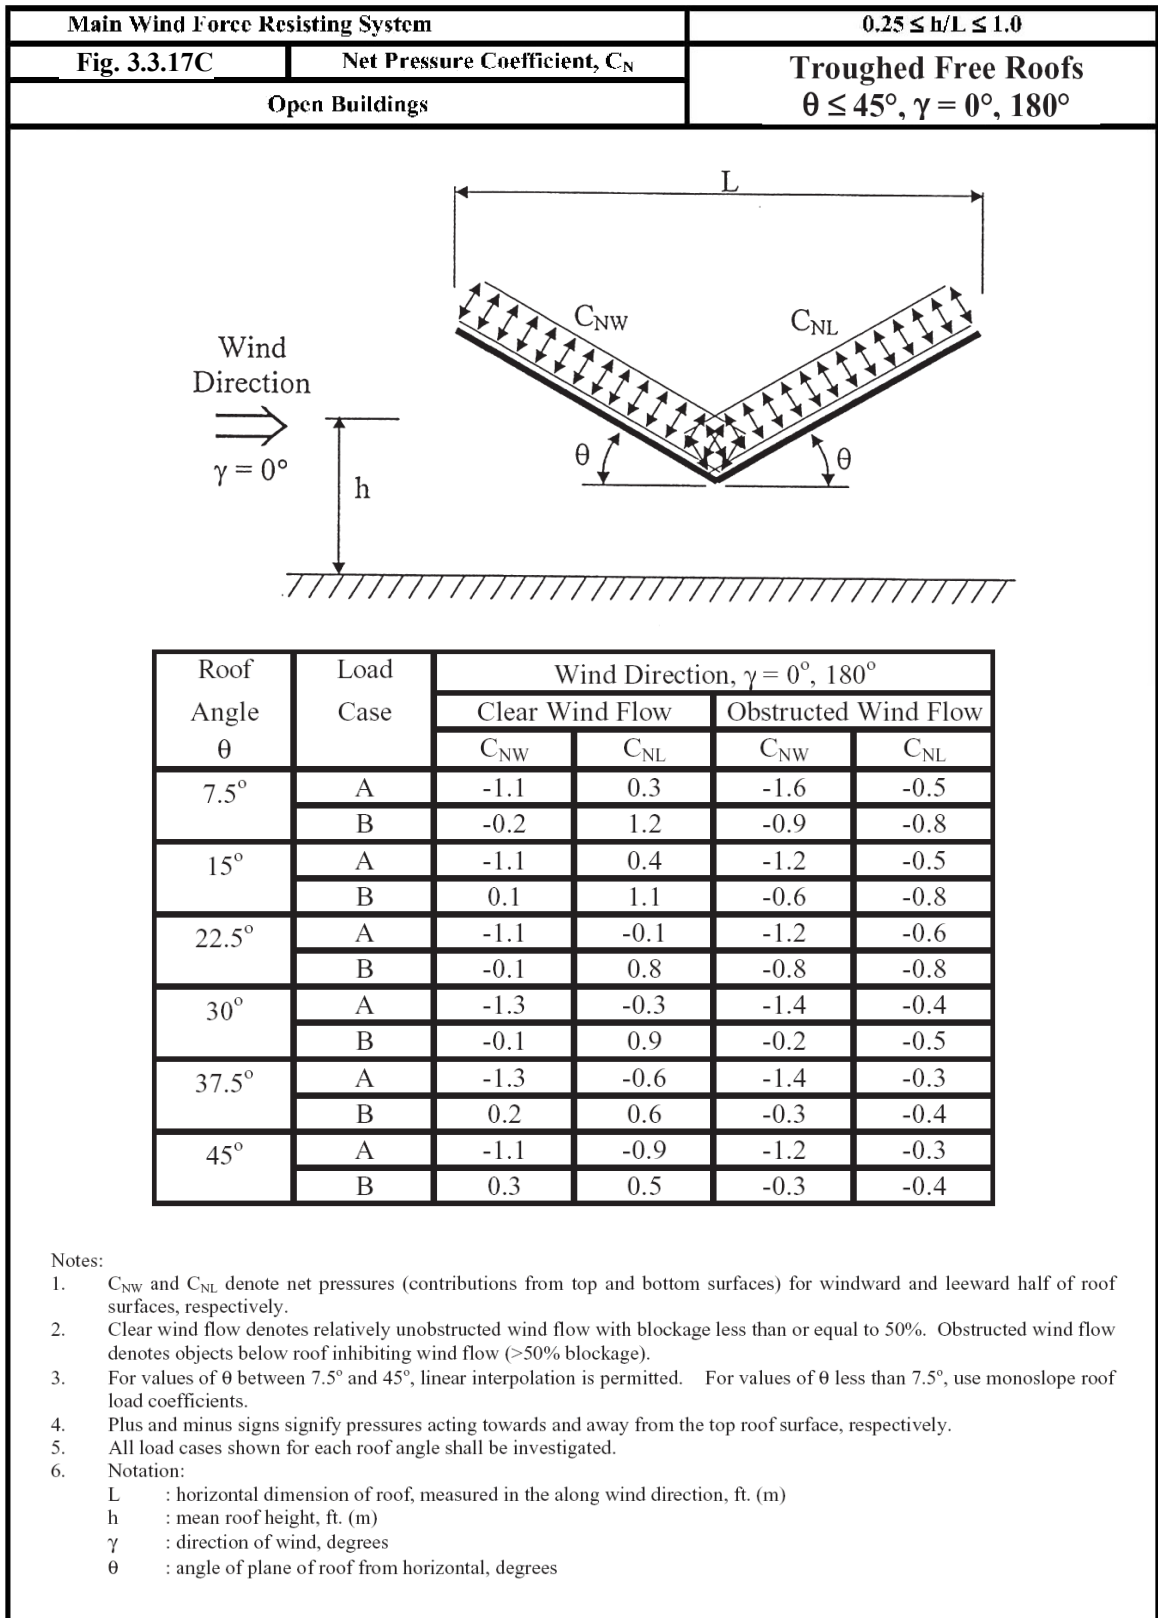 Main Wind Force Resisting System
0.25 ≤ h/L ≤ 1.0
Fig. 3.3.17C
Net Pressure Coefficient, CN
Troughed Free Roofs
θ ≤ 45°, γ = 0°, 180°
Open Buildings
L
CNW
CNL
Wind
Direction
γ = 0°
h
θ
θ
Roof Angle θ
Load Case
Wind Direction, γ = 0°, 180°
Clear Wind Flow
Obstructed Wind Flow
CNW CNL CNW CNL
7.5° A -1.1 0.3 -1.6 -0.5
B -0.2 1.2 -0.9 -0.8
15° A -1.1 0.4 -1.2 -0.5
B 0.1 1.1 -0.6 -0.8
22.5° A -1.1 -0.1 -1.2 -0.6
B -0.1 0.8 -0.8 -0.8
30° A -1.3 -0.3 -1.4 -0.4
B -0.1 0.9 -0.2 -0.5
37.5° A -1.3 -0.6 -1.4 -0.3
B 0.2 0.6 -0.3 -0.4
45° A -1.1 -0.9 -1.2 -0.3
B 0.3 0.5 -0.3 -0.4
Notes:
1. CNW and CNL denote net pressures (contributions from top and bottom surfaces) for windward and leeward half of roof
surfaces, respectively.
2. Clear wind flow denotes relatively unobstructed wind flow with blockage less than or equal to 50%. Obstructed wind flow
denotes objects below roof inhibiting wind flow (>50% blockage).
3. For values of θ between 7.5° and 45°, linear interpolation is permitted. For values of θ less than 7.5°, use monoslope roof
load coefficients.
4. Plus and minus signs signify pressures acting towards and away from the top roof surface, respectively.
5. All load cases shown for each roof angle shall be investigated.
6. Notation:
L : horizontal dimension of roof, measured in the along wind direction, ft. (m)
h : mean roof height, ft. (m)
γ : direction of wind, degrees
θ : angle of plane of roof from horizontal, degrees